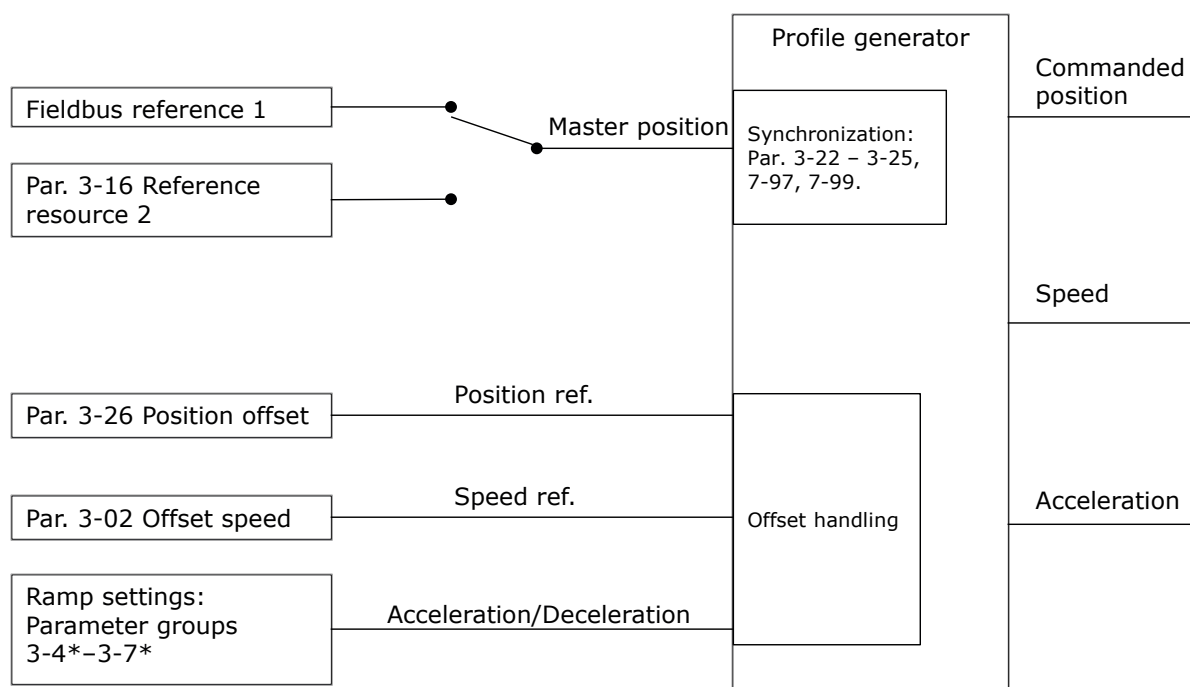 Profile generator
Commanded
position
Fieldbus reference 1
Master position
Synchronization:
Par. 3-22 – 3-25,
7-97, 7-99.
Par. 3-16 Reference
resource 2
Speed
Position ref.
Par. 3-26 Position offset
Speed ref.
Par. 3-02 Offset speed
Offset handling
Acceleration
Ramp settings:
Parameter groups
3-4*–3-7*
Acceleration/Deceleration